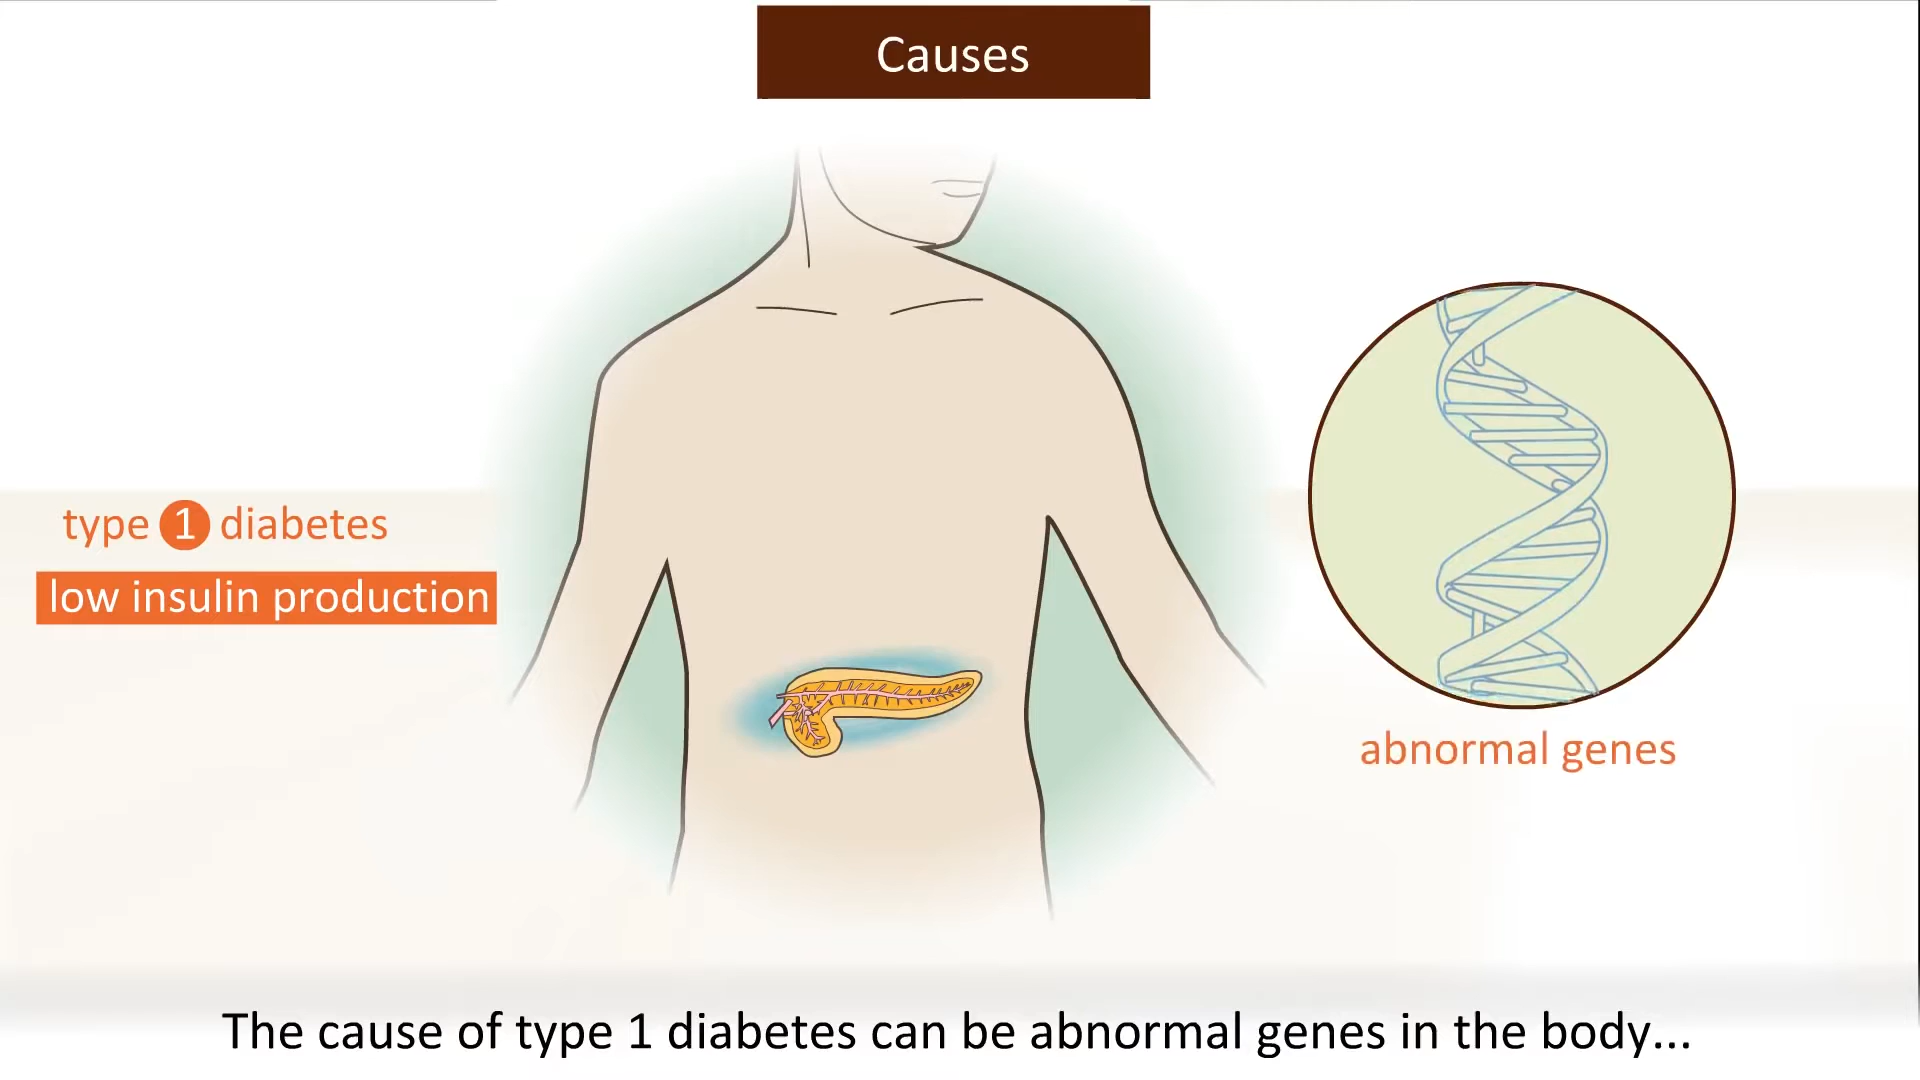 Causes
type 1 diabetes
low insulin production
abnormal genes
The cause of type 1 diabetes can be abnormal genes in the body...